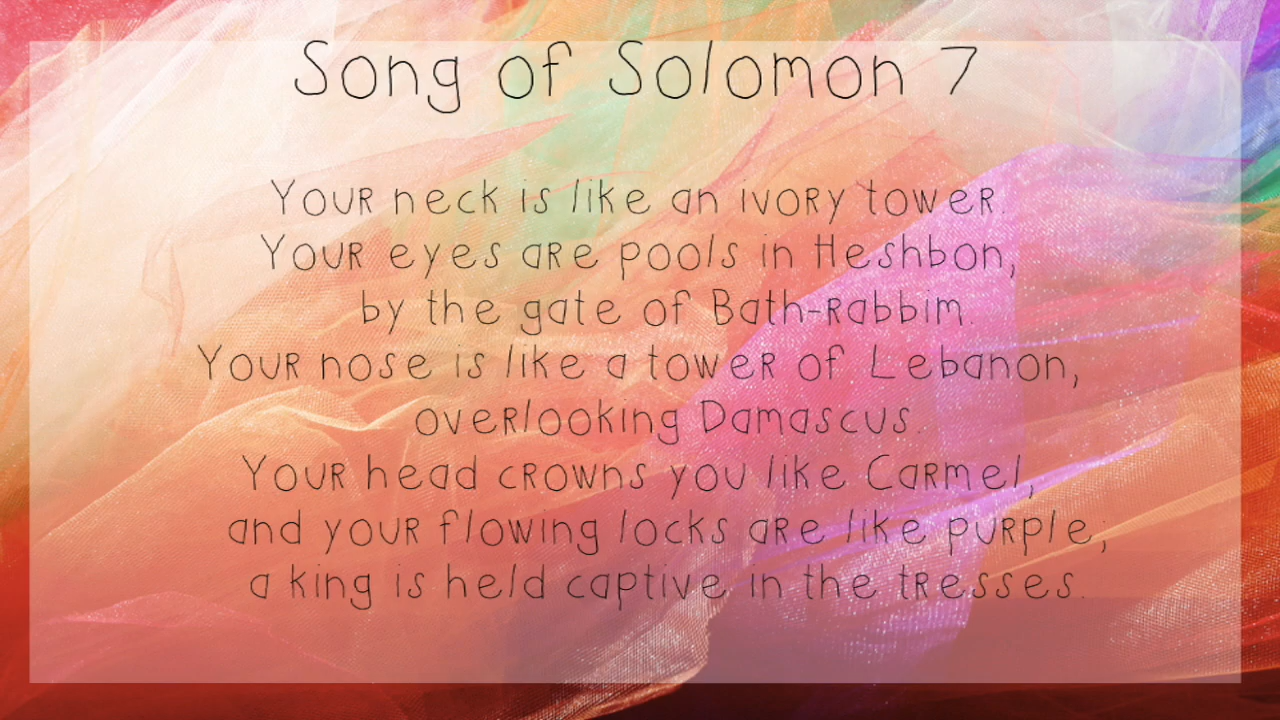 Song of Solomon 7
Your neck is like an ivory tower.
Your eyes are pools in Heshbon,
by the gate of Bath-rabbim.
Your nose is like a tower of Lebanon,
overlooking Damascus.
Your head crowns you like Carmel,
and your flowing locks are like purple;
a king is held captive in the tresses.